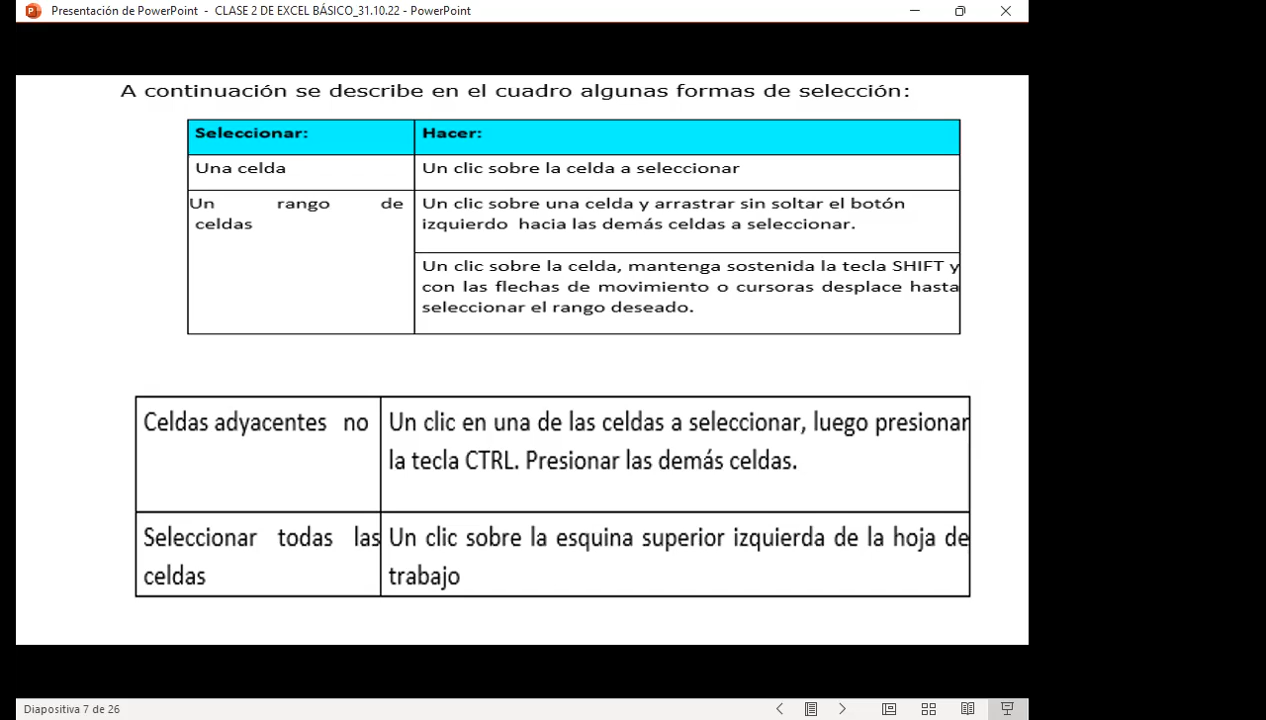 Presentación de PowerPoint - CLASE 2 DE EXCEL BÁSICO_31.10.22 - PowerPoint
A continuación se describe en el cuadro algunas formas de selección:
Seleccionar: Hacer:
Una celda Un clic sobre la celda a seleccionar
Un rango de
celdas
Un clic sobre una celda y arrastrar sin soltar el botón
izquierdo hacia las demás celdas a seleccionar.
Un clic sobre la celda, mantenga sostenida la tecla SHIFT y
con las flechas de movimiento o cursoras desplace hasta
seleccionar el rango deseado.
Celdas adyacentes no
Un clic en una de las celdas a seleccionar, luego presionar
la tecla CTRL. Presionar las demás celdas.
Seleccionar todas las
celdas
Un clic sobre la esquina superior izquierda de la hoja de
trabajo
Diapositiva 7 de 26